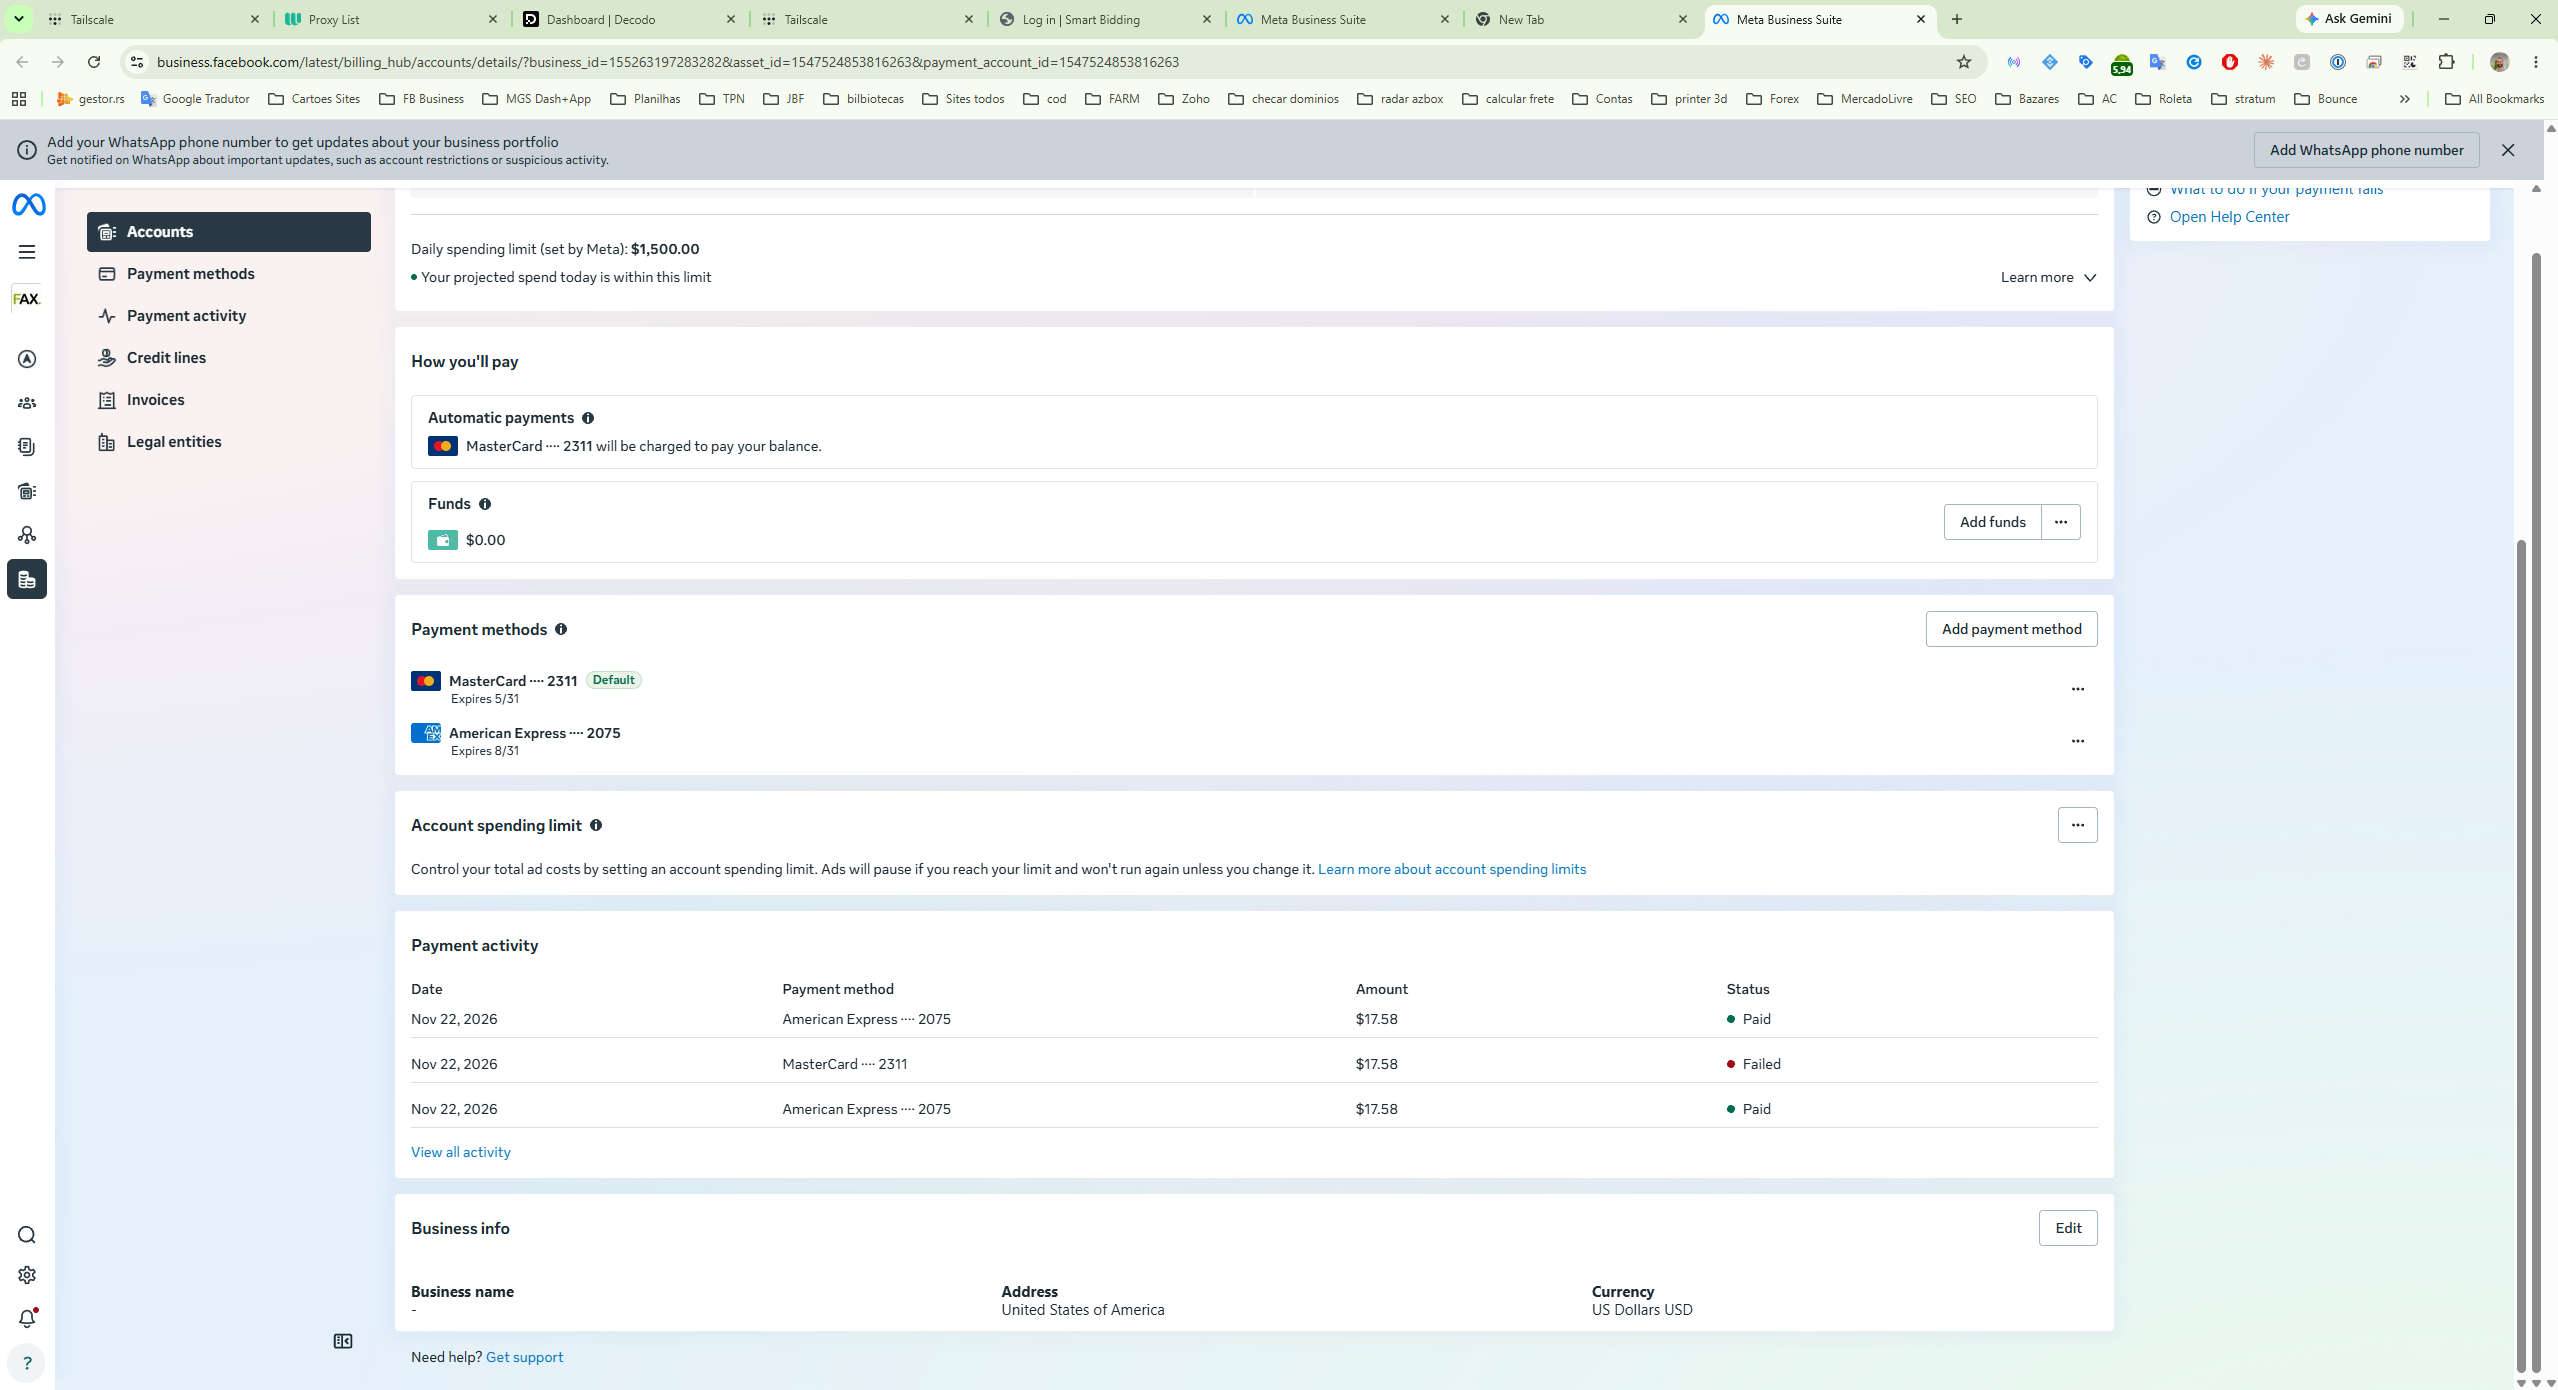 Tailscale
Proxy List
Dashboard | Decodo
Tailscale
Log in | Smart Bidding
Meta Business Suite
New Tab
Meta Business Suite
Ask Gemini
business.facebook.com/latest/billing_hub/accounts/details/?business_id=1552631972832828&asset_id=1547524853816263&payment_account_id=1547524853816263
5,94
gestor.rs
Google Tradutor
Cartoes Sites
FB Business
MGS Dash+App
Planilhas
TPN
JBF
bilbiotecas
Sites todos
cod
FARM
Zoho
checar dominios
radar azbox
calcular frete
Contas
printer 3d
Forex
MercadoLivre
SEO
Bazares
AC
Roleta
stratum
Bounce
All Bookmarks
Add your WhatsApp phone number to get updates about your business portfolio
Get notified on WhatsApp about important updates, such as account restrictions or suspicious activity.
Add WhatsApp phone number
FAX.
Accounts
Payment methods
Payment activity
Credit lines
Invoices
Legal entities
What to do if your payment fails
Open Help Center
Daily spending limit (set by Meta): $1,500.00
Your projected spend today is within this limit
Learn more
How you'll pay
Automatic payments
MasterCard ···· 2311 will be charged to pay your balance.
Funds
$0.00
Add funds
Payment methods
Add payment method
MasterCard ···· 2311 Default
Expires 5/31
AM EX
American Express ···· 2075
Expires 8/31
Account spending limit
Control your total ad costs by setting an account spending limit. Ads will pause if you reach your limit and won't run again unless you change it. Learn more about account spending limits
Payment activity
Date Payment method Amount Status
Nov 22, 2026 American Express ···· 2075 $17.58 Paid
Nov 22, 2026 MasterCard ···· 2311 $17.58 Failed
Nov 22, 2026 American Express ···· 2075 $17.58 Paid
View all activity
Business info
Edit
Business name Address Currency
- United States of America US Dollars USD
Need help? Get support